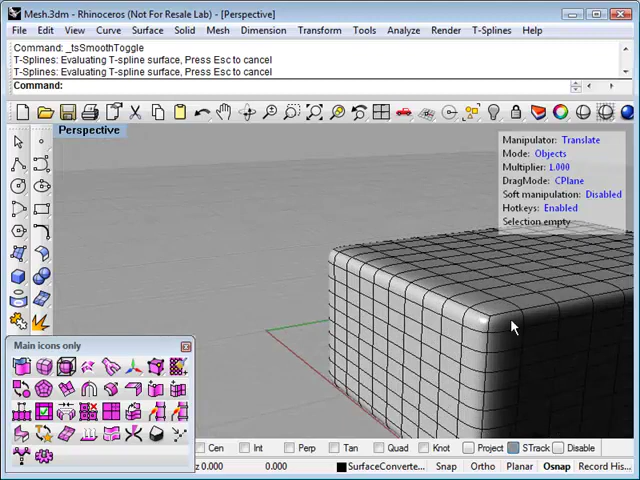 Mesh.3dm - Rhinoceros (Not For Resale Lab) - [Perspective]
File Edit View Curve Surface Solid Mesh Dimension Transform Tools Analyze Render T-Splines Help
Command: _tsSmoothToggle
T-Splines: Evaluating T-spline surface, Press Esc to cancel
T-Splines: Evaluating T-spline surface, Press Esc to cancel
Command:
Perspective
Manipulator: Translate
Mode: Objects
Multiplier: 1.000
DragMode: CPlane
Soft manipulation: Disabled
Hotkeys: Enabled
Selection empty
Main icons only
Cen Int Perp Tan Quad Knot Project STrack Disable
z 0.000 0.000 SurfaceConverte... Snap Ortho Planar Osnap Record His...